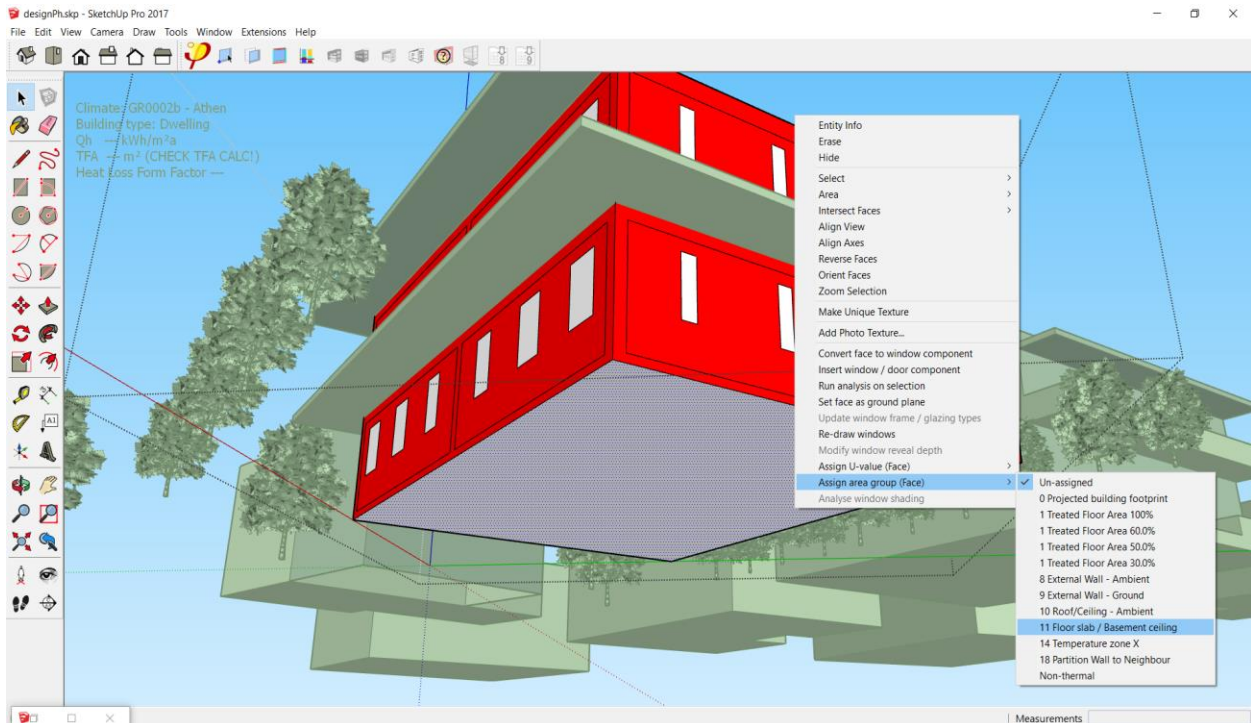 designPh.skp - SketchUp Pro 2017
File Edit View Camera Draw Tools Window Extensions Help
8 9
Climate: GR0002b - Athen
Building type: Dwelling
Qh --- kWh/m²a
TFA --- m² (CHECK TFA CALC!)
Heat Loss Form Factor ---
A1
Entity Info
Erase
Hide
Select
Area
Intersect Faces
Align View
Align Axes
Reverse Faces
Orient Faces
Zoom Selection
Make Unique Texture
Add Photo Texture...
Convert face to window component
Insert window / door component
Run analysis on selection
Set face as ground plane
Update window frame / glazing types
Re-draw windows
Modify window reveal depth
Assign U-value (Face)
Assign area group (Face)
Analyse window shading
Un-assigned
0 Projected building footprint
1 Treated Floor Area 100%
1 Treated Floor Area 60.0%
1 Treated Floor Area 50.0%
1 Treated Floor Area 30.0%
8 External Wall - Ambient
9 External Wall - Ground
10 Roof/Ceiling - Ambient
11 Floor slab / Basement ceiling
14 Temperature zone X
18 Partition Wall to Neighbour
Non-thermal
Measurements